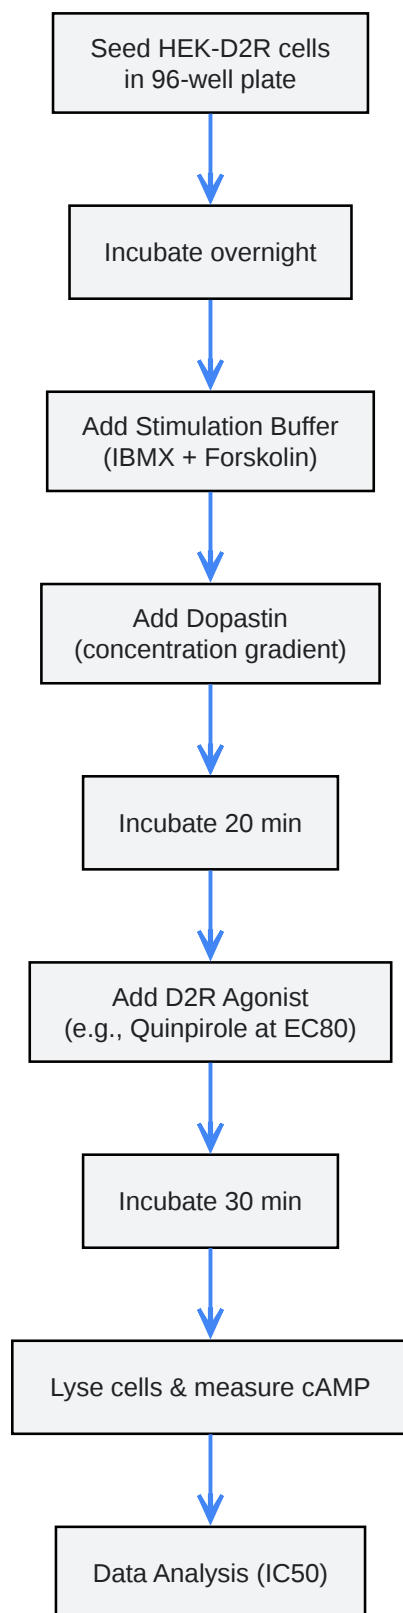 Seed HEK-D2R cells
in 96-well plate
Incubate overnight
Add Stimulation Buffer
(IBMX + Forskolin)
Add Dopastin
(concentration gradient)
Incubate 20 min
Add D2R Agonist
(e.g., Quinpirole at EC80)
Incubate 30 min
Lyse cells & measure cAMP
Data Analysis (IC50)